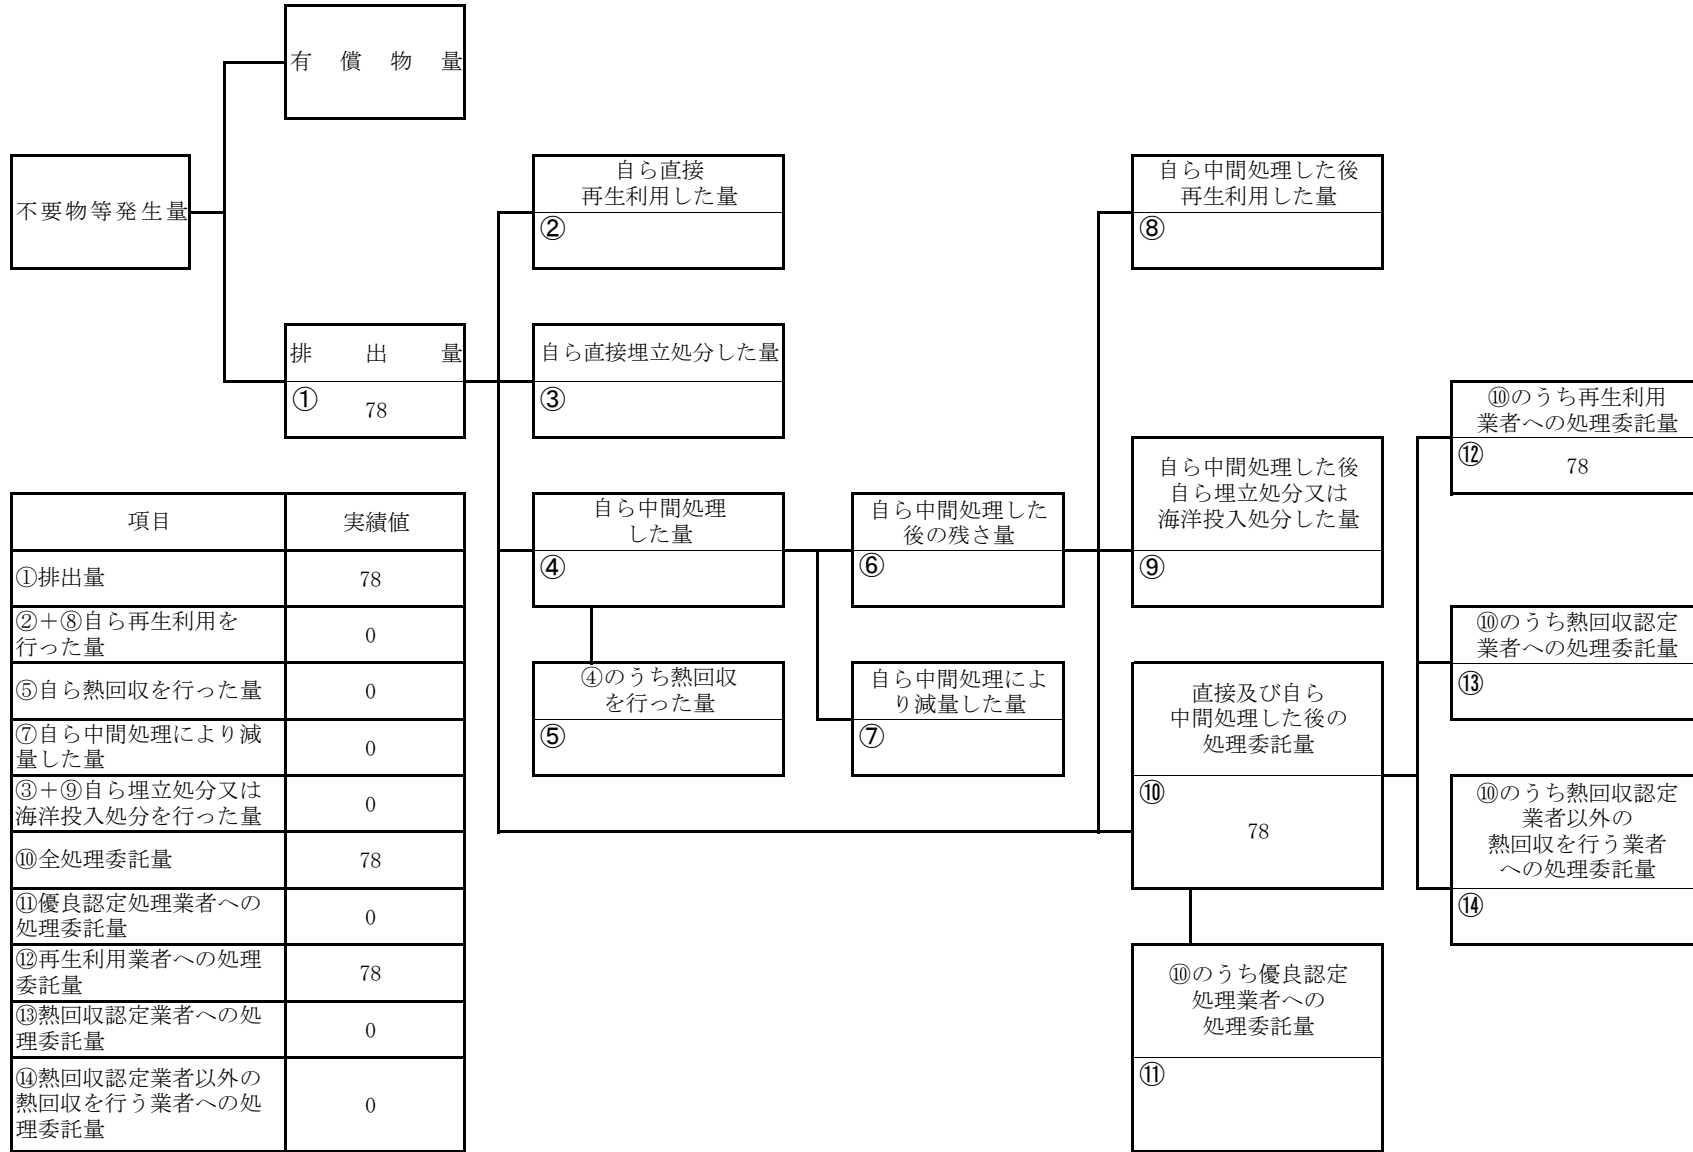 有償物量
不要物等発生量
自ら直接
再生利用した量
②
自ら中間処理した後
再生利用した量
⑧
排出量
① 78
自ら直接埋立処分した量
③
⑩のうち再生利用
業者への処理委託量
⑫ 78
自ら中間処理
した量
④
自ら中間処理した
後の残さ量
⑥
自ら中間処理した後
自ら埋立処分又は
海洋投入処分した量
⑨
⑩のうち熱回収認定
業者への処理委託量
⑬
④のうち熱回収
を行った量
⑤
自ら中間処理によ
り減量した量
⑦
直接及び自ら
中間処理した後の
処理委託量
⑩
78
⑩のうち熱回収認定
業者以外の
熱回収を行う業者
への処理委託量
⑭
⑩のうち優良認定
処理業者への
処理委託量
⑪
項目 実績値
①排出量 78
②+⑧自ら再生利用を
行った量 0
⑤自ら熱回収を行った量 0
⑦自ら中間処理により減
量した量 0
③+⑨自ら埋立処分又は
海洋投入処分を行った量 0
⑩全処理委託量 78
⑪優良認定処理業者への
処理委託量 0
⑫再生利用業者への処理
委託量 78
⑬熱回収認定業者への処
理委託量 0
⑭熱回収認定業者以外の
熱回収を行う業者への処
理委託量 0